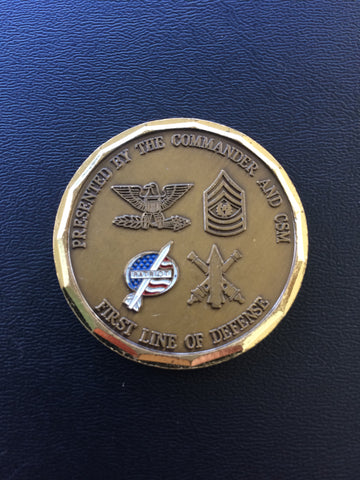 PRESENTED BY THE COMMANDER AND CSM
PATRIOT
FIRST LINE OF DEFENSE